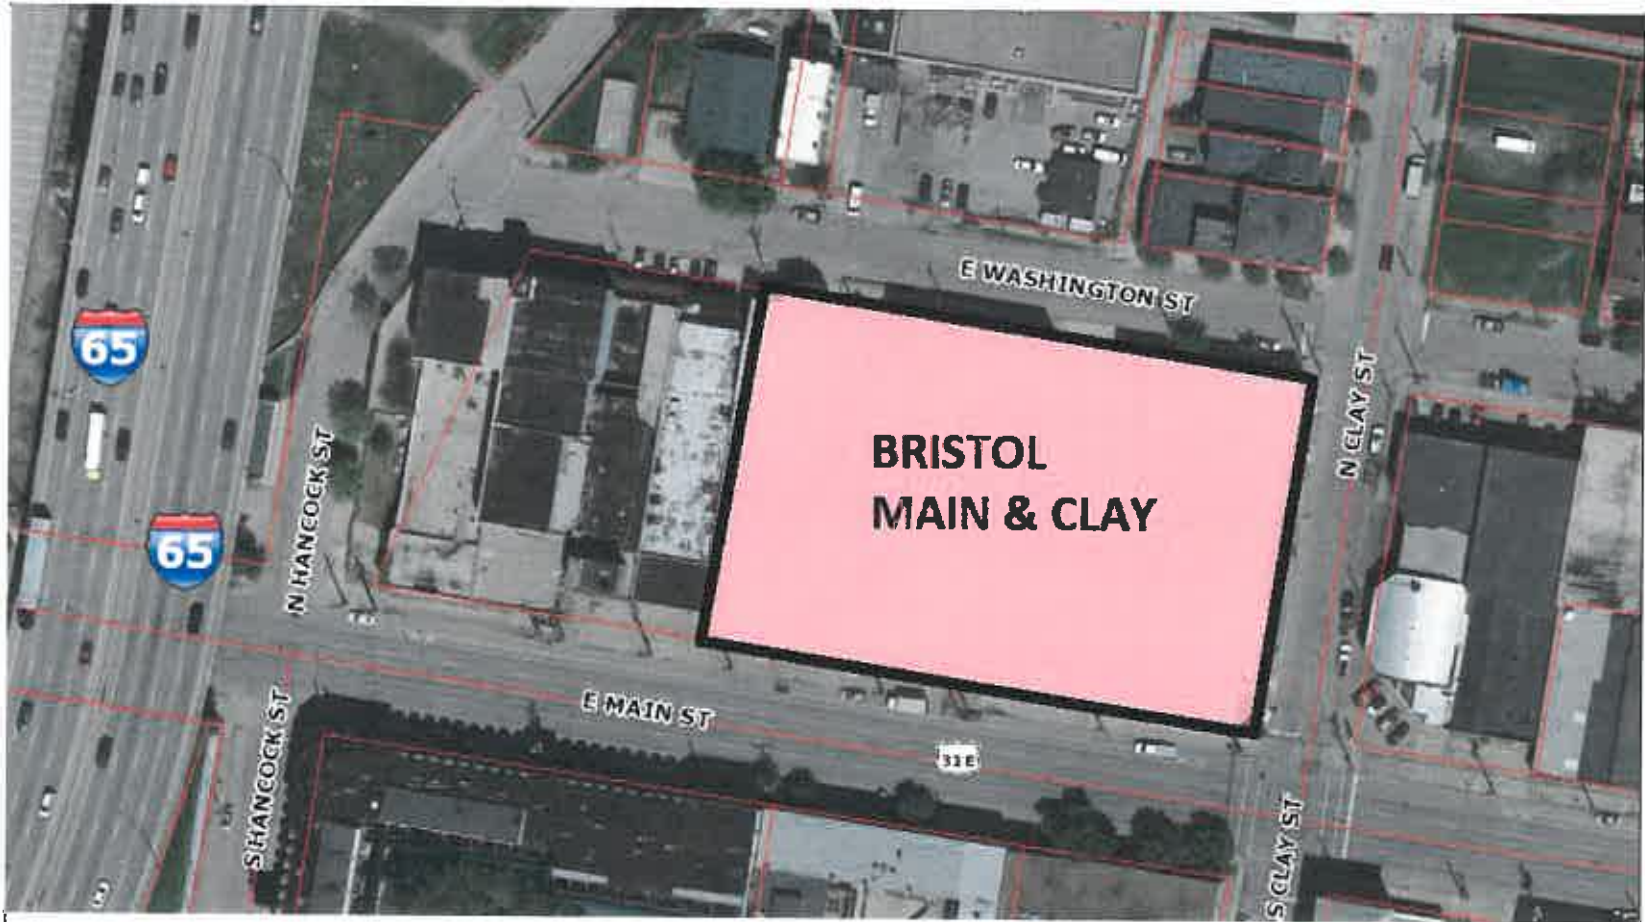 E WASHINGTON ST
65
N CLAY ST
BRISTOL
MAIN & CLAY
N HANCOCK ST
65
E MAIN ST
31E
S HANCOCK ST
S CLAY ST